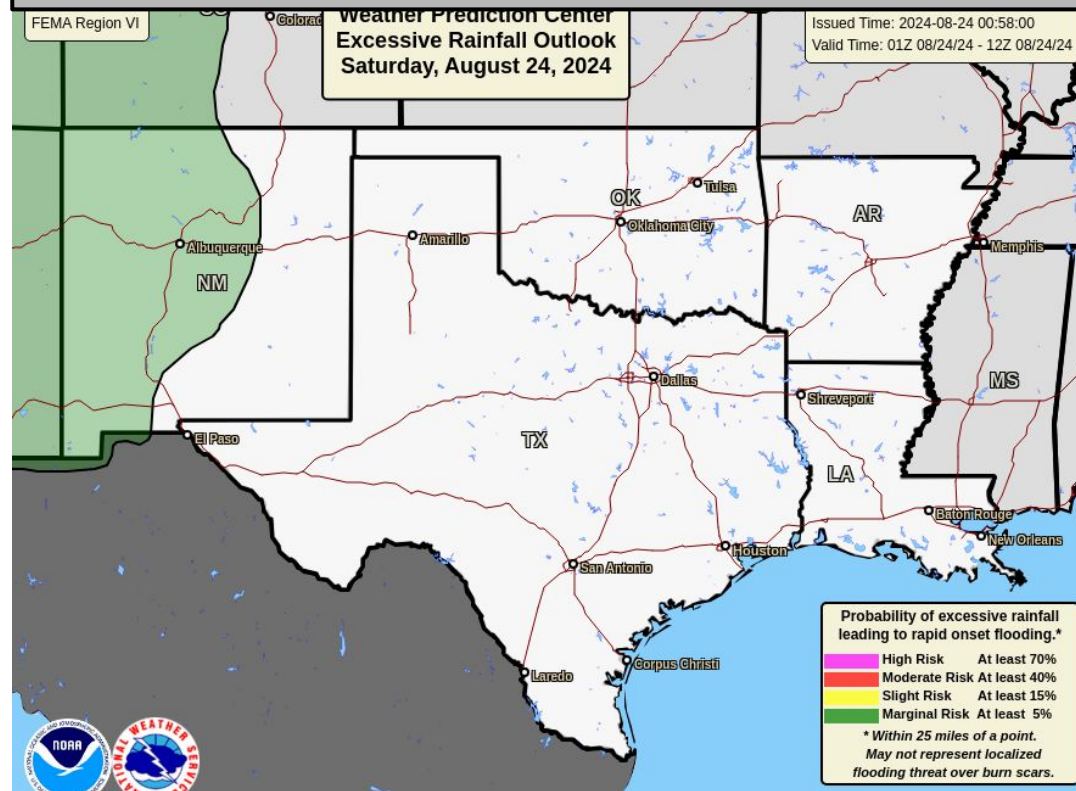 FEMA Region VI
Weather Prediction Center
Excessive Rainfall Outlook
Saturday, August 24, 2024
Issued Time: 2024-08-24 00:58:00
Valid Time: 01Z 08/24/24 - 12Z 08/24/24
Tulsa
OK
Oklahoma City
AR
Albuquerque
Amarillo
Memphis
NM
Dallas
MS
Shreveport
El Paso
TX
LA
Baton Rouge
New Orleans
Houston
San Antonio
Corpus Christi
Laredo
Probability of excessive rainfall
leading to rapid onset flooding.*
High Risk At least 70%
Moderate Risk At least 40%
Slight Risk At least 15%
Marginal Risk At least 5%
* Within 25 miles of a point.
May not represent localized
flooding threat over burn scars.
NOAA
WEATHER